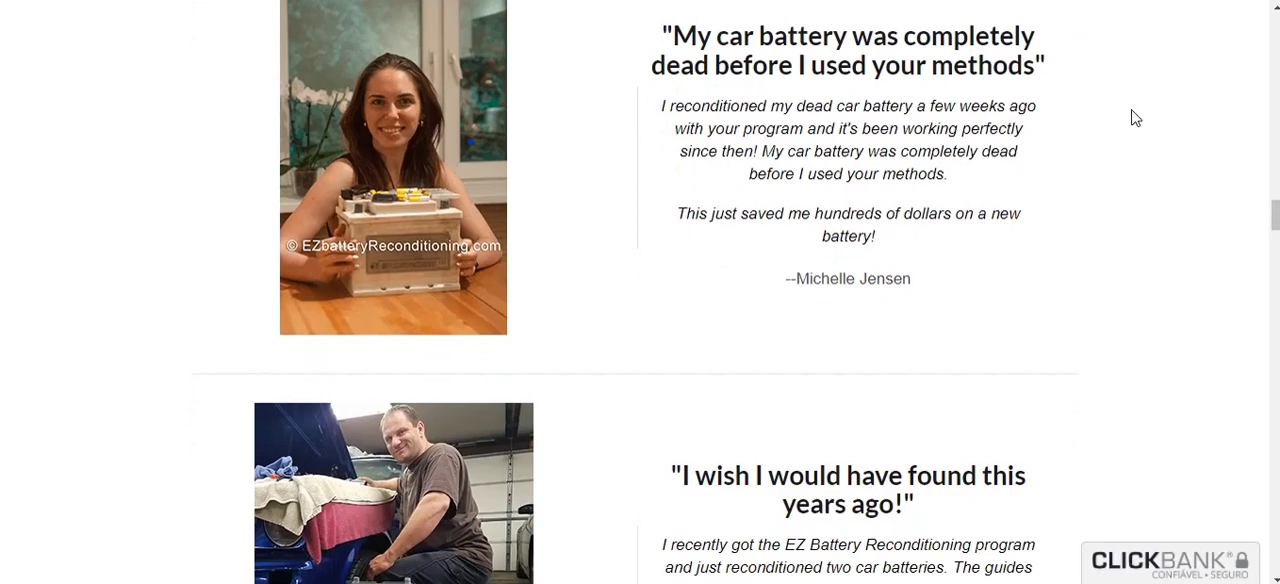 "My car battery was completely
dead before I used your methods"
I reconditioned my dead car battery a few weeks ago
with your program and it's been working perfectly
since then! My car battery was completely dead
before I used your methods.
This just saved me hundreds of dollars on a new
battery!
--Michelle Jensen
© EZbatteryReconditioning.com
"I wish I would have found this
years ago!"
I recently got the EZ Battery Reconditioning program
and just reconditioned two car batteries. The guides
CLICKBANK®
CONFIÁVEL • SEGURO